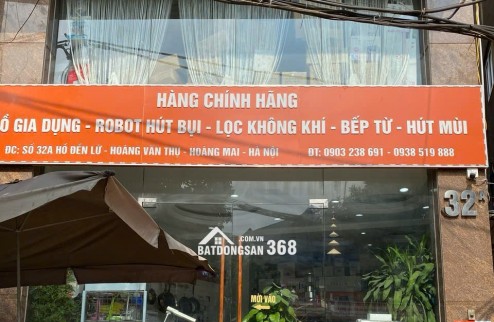 HÀNG CHÍNH HÃNG
Ồ GIA DỤNG - ROBOT HÚT BỤI - LỌC KHÔNG KHÍ - BẾP TỪ - HÚT MÙI
ĐC: SỐ 32A HỒ ĐỀN LỪ - HOÀNG VĂN THỤ - HOÀNG MAI - HÀ NỘI ĐT: 0903 238 691 - 0938 519 888
32
.COM.VN
BATDONGSAN 368
MỜI VÀO